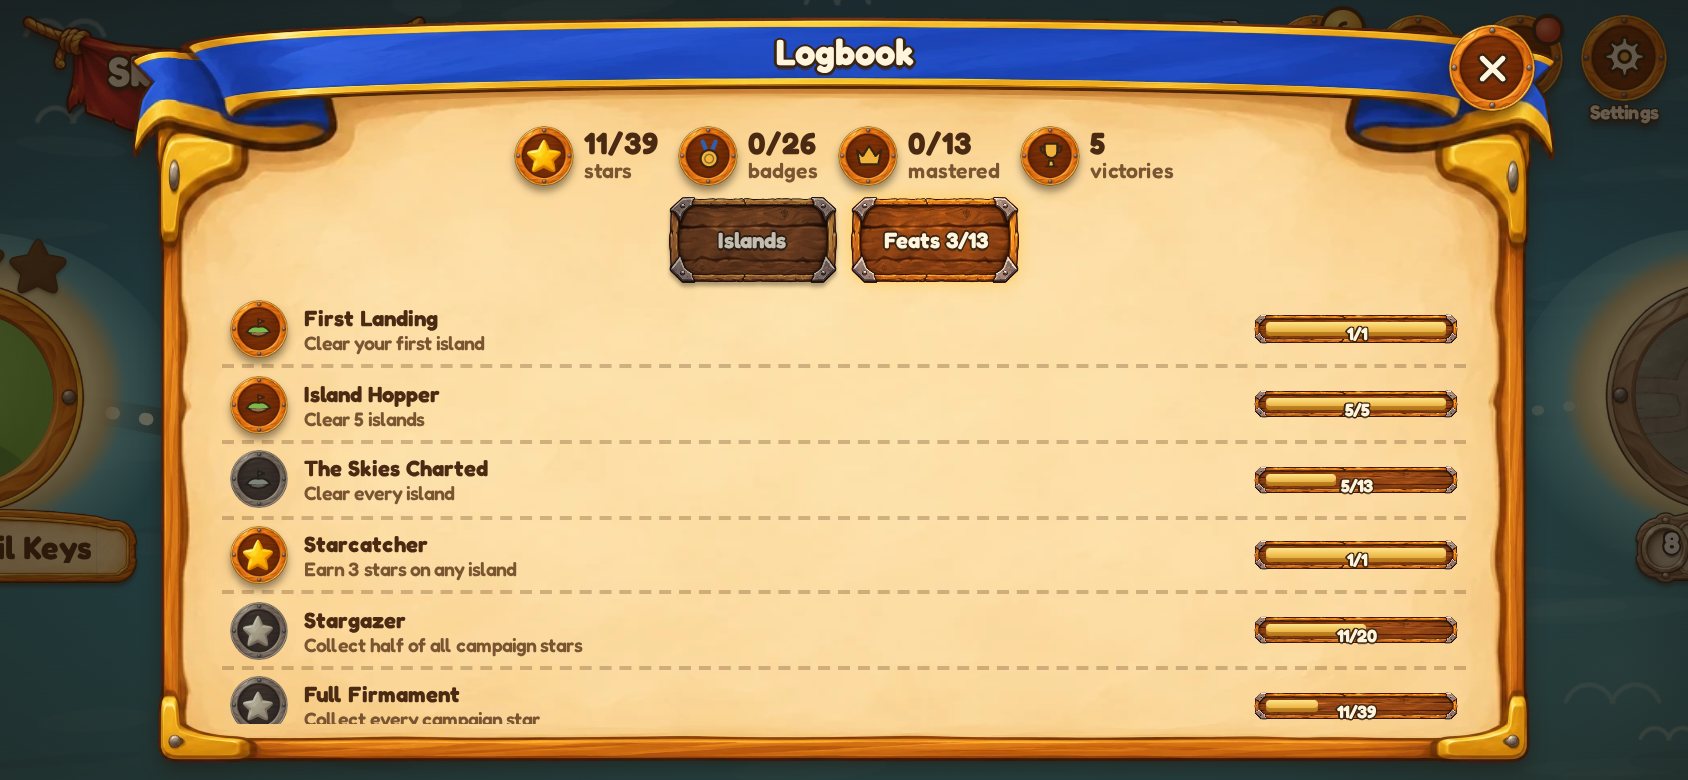 Logbook
Settings
11/39
stars
0/26
badges
0/13
mastered
5
victories
Islands
Feats 3/13
First Landing
Clear your first island
1/1
Island Hopper
Clear 5 islands
5/5
The Skies Charted
Clear every island
5/13
Starcatcher
Earn 3 stars on any island
1/1
Stargazer
Collect half of all campaign stars
11/20
Full Firmament
Collect every campaign star
11/39
il Keys
8